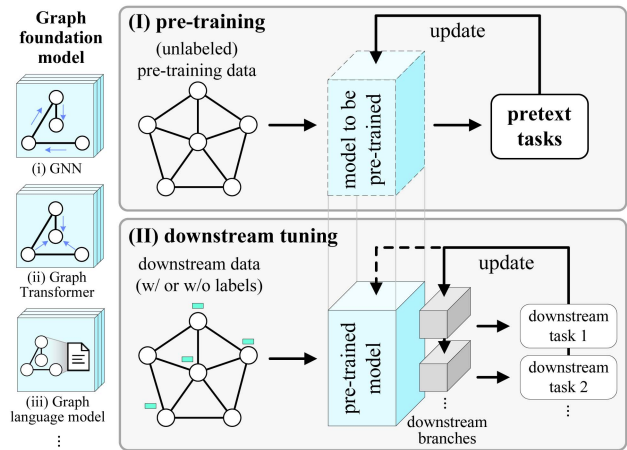 Graph
foundation
model
(i) GNN
(ii) Graph
Transformer
(iii) Graph
language model
⋮
(I) pre-training
(unlabeled)
pre-training data
model to be
pre-trained
update
pretext
tasks
(II) downstream tuning
downstream data
(w/ or w/o labels)
pre-trained
model
update
downstream
task 1
downstream
task 2
⋮
⋮
downstream
branches